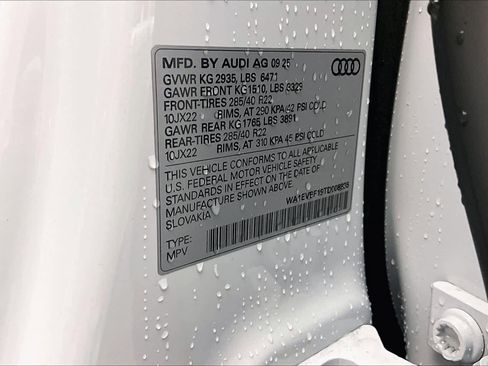 MFD. BY AUDI AG 09 25
GVWR KG 2935, LBS 6471
GAWR FRONT KG1510, LBS 3329
FRONT-TIRES 285/40 R22
10JX22 RIMS, AT 290 KPA/42 PSI COLD
GAWR REAR KG1765 LBS 3891
REAR-TIRES 285/40 R22
10JX22 RIMS, AT 310 KPA 45 PSI COLD
THIS VEHICLE CONFORMS TO ALL APPLICABLE
U.S. FEDERAL MOTOR VEHICLE SAFETY
STANDARDS IN EFFECT ON THE DATE OF
MANUFACTURE SHOWN ABOVE
SLOVAKIA
WA1EVBF19TD008835
TYPE:
MPV